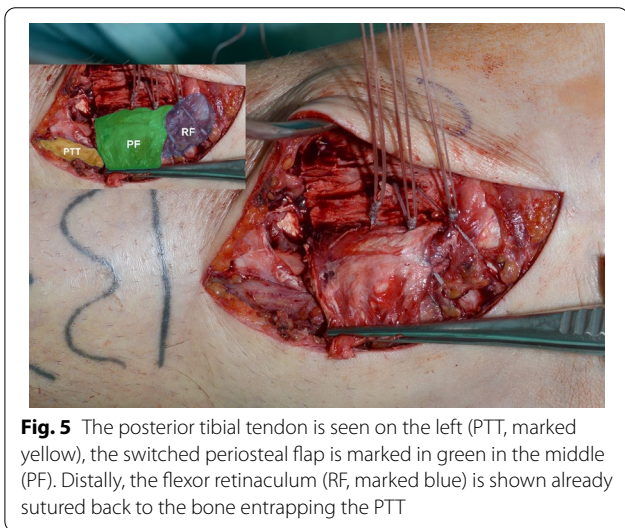 PTT
PF
RF
Fig. 5 The posterior tibial tendon is seen on the left (PTT, marked
yellow), the switched periosteal flap is marked in green in the middle
(PF). Distally, the flexor retinaculum (RF, marked blue) is shown already
sutured back to the bone entrapping the PTT